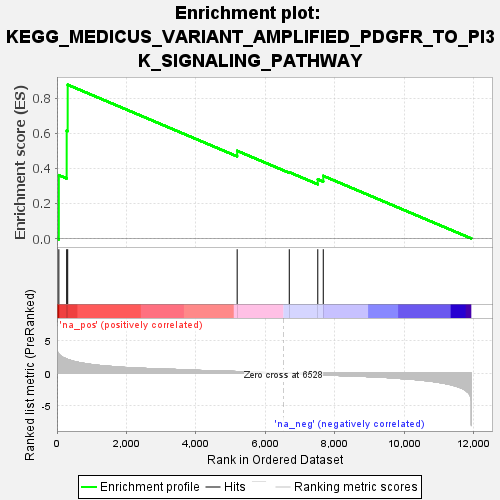 Enrichment plot:
KEGG_MEDICUS_VARIANT_AMPLIFIED_PDGFR_TO_PI3
K_SIGNALING_PATHWAY
Enrichment score (ES)
0.8
0.6
0.4
0.2
0.0
'na_pos' (positively correlated)
Ranked list metric (PreRanked)
5
0
-5
Zero cross at 6528
'na_neg' (negatively correlated)
0
2,000
4,000
6,000
8,000
10,000
12,000
Rank in Ordered Dataset
Enrichment profile
Hits
Ranking metric scores